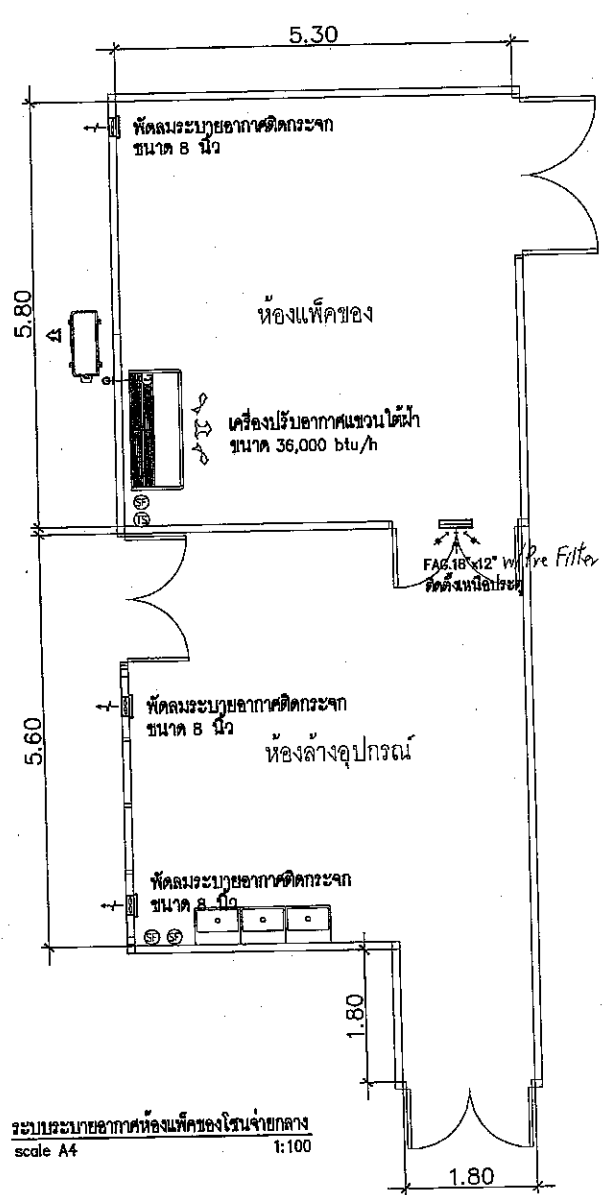 5.30
พัดลมระบายอากาศติดกระจก
ขนาด 8 นิ้ว
5.80
ห้องแพ็คของ
เครื่องปรับอากาศแขวนใต้ฝ้า
ขนาด 36,000 btu/h
SF
TS
FAG.18"x12" w/Pre Filter
ติดตั้งเหนือประตู
พัดลมระบายอากาศติดกระจก
ขนาด 8 นิ้ว
5.60
ห้องล้างอุปกรณ์
พัดลมระบายอากาศติดกระจก
ขนาด 8 นิ้ว
SF SF
1.80
ระบบระบายอากาศห้องแพ็คของโซนจ่ายกลาง
scale A4 1:100
1.80